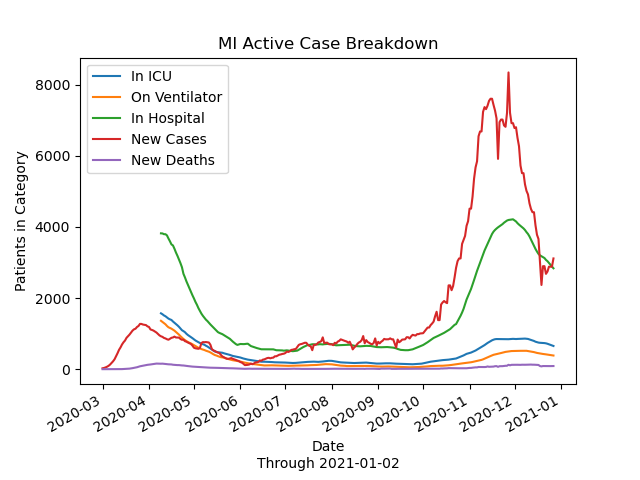 MI Active Case Breakdown
In ICU
On Ventilator
In Hospital
New Cases
New Deaths
Patients in Category
8000
6000
4000
2000
0
2020-03
2020-04
2020-05
2020-06
2020-07
2020-08
2020-09
2020-10
2020-11
2020-12
2021-01
Date
Through 2021-01-02